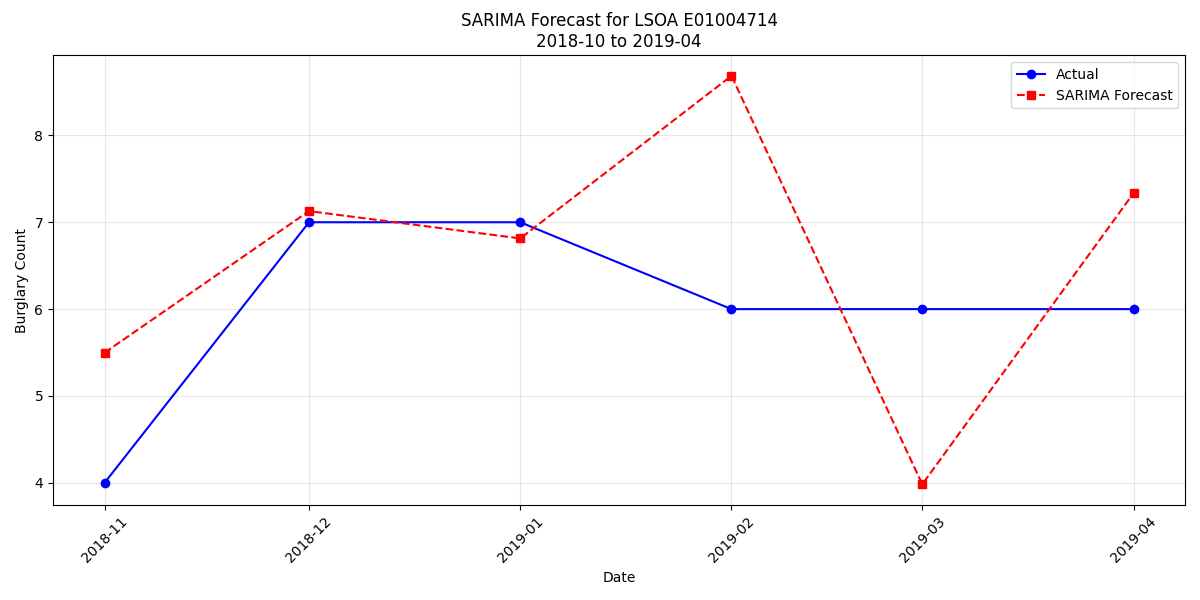 SARIMA Forecast for LSOA E01004714
2018-10 to 2019-04
Actual
SARIMA Forecast
Burglary Count
8
7
6
5
4
2018-11
2018-12
2019-01
2019-02
2019-03
2019-04
Date